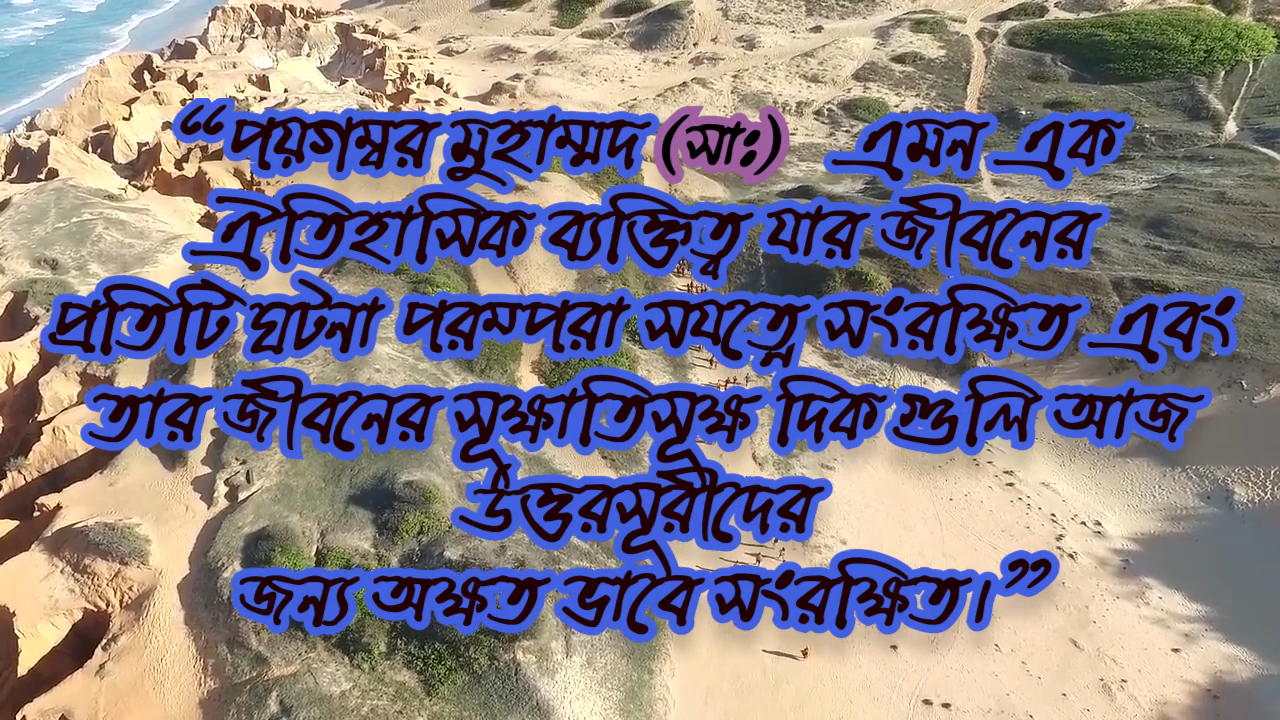 “পয়গম্বর মুহাম্মদ (সাঃ) এমন এক
ঐতিহাসিক ব্যক্তিত্ব যার জীবনের
প্রতিটি ঘটনা পরম্পরা সযত্নে সংরক্ষিত এবং
তার জীবনের সূক্ষাতিসূক্ষ দিক গুলি আজ
উত্তরসূরীদের
জন্য অক্ষত ভাবে সংরক্ষিত।”